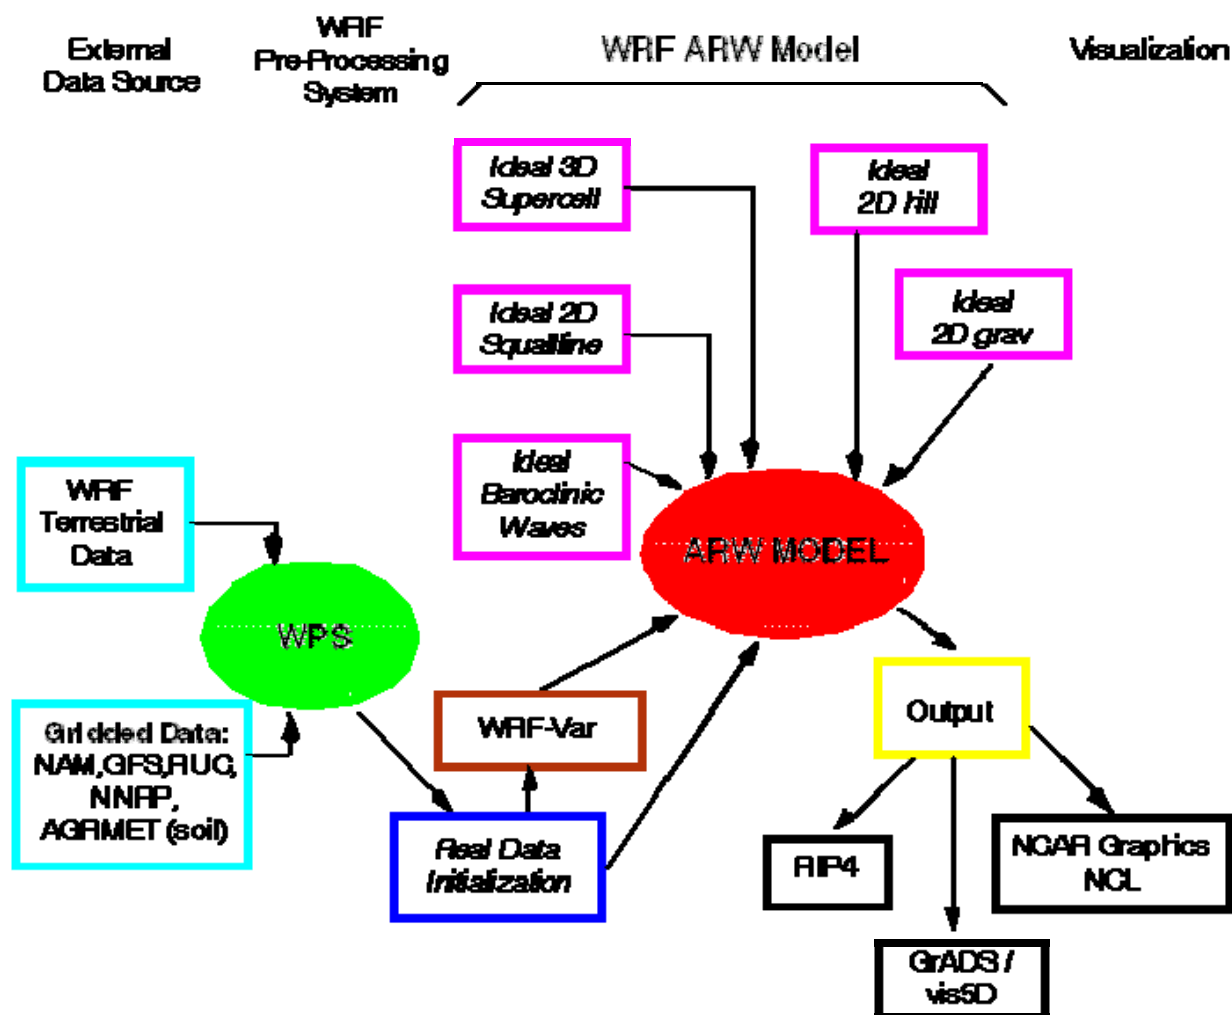 External
Data Source
WRF
Pre-Processing
System
WRF ARW Model
Visualization
Ideal 3D
Supercell
Ideal
2D hill
Ideal 2D
Squallline
Ideal
2D grav
Ideal
Baroclinic
Waves
WRF
Terrestrial
Data
ARW MODEL
WPS
Gridded Data:
NAM,GFS,RUC,
NNRP,
AGRMET (soil)
WRF-Var
Output
Real Data
Initialization
RIP4
NCAR Graphics
NCL
GrADS /
vis5D